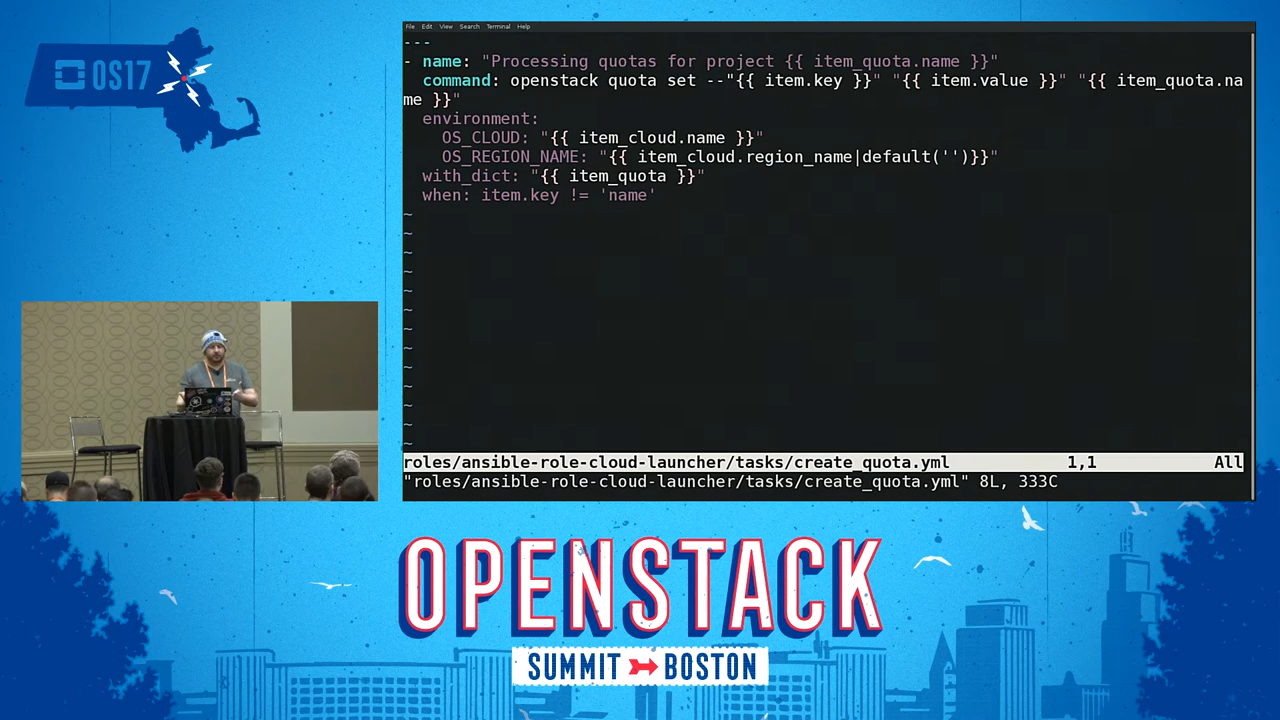 OS17
File Edit View Search Terminal Help
---
- name: "Processing quotas for project {{ item_quota.name }}"
command: openstack quota set --"{{ item.key }}" "{{ item.value }}" "{{ item_quota.na
me }}"
environment:
OS_CLOUD: "{{ item_cloud.name }}"
OS_REGION_NAME: "{{ item_cloud.region_name|default('')}}"
with_dict: "{{ item_quota }}"
when: item.key != 'name'
~
~
~
~
~
~
~
~
~
~
~
~
~
roles/ansible-role-cloud-launcher/tasks/create_quota.yml 1,1 All
"roles/ansible-role-cloud-launcher/tasks/create_quota.yml" 8L, 333C
OPENSTACK
SUMMIT BOSTON